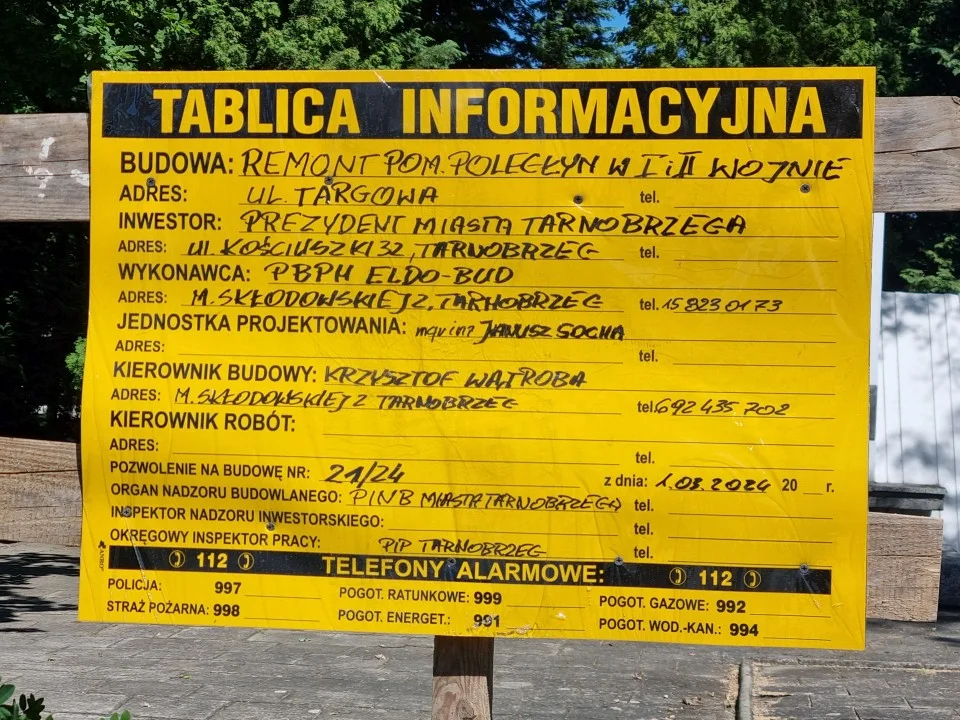 TABLICA INFORMACYJNA
BUDOWA: REMONT POM. POLEGŁYM W I i II WOJNIE
ADRES: UL. TARGOWA tel.
INWESTOR: PREZYDENT MIASTA TARNOBRZEGA
ADRES: ul. KOŚCIUSZKI 32, TARNOBRZEG tel.
WYKONAWCA: PBPH ELDO-BUD
ADRES: M. SKŁODOWSKIEJ 2, TARNOBRZEG tel. 15 823 01 73
JEDNOSTKA PROJEKTOWANIA: mgr inż JANUSZ SOCHA
ADRES: tel.
KIEROWNIK BUDOWY: KRZYSZTOF WĄTROBA
ADRES: M. SKŁODOWSKIEJ 2 TARNOBRZEG tel. 692 435 702
KIEROWNIK ROBÓT:
ADRES: tel.
POZWOLENIE NA BUDOWĘ NR: 21/24 z dnia: 1.03.2024 20 r.
ORGAN NADZORU BUDOWLANEGO: PINB MIASTA TARNOBRZEGA tel.
INSPEKTOR NADZORU INWESTORSKIEGO: tel.
OKRĘGOWY INSPEKTOR PRACY: PIP TARNOBRZEG tel.
112 TELEFONY ALARMOWE: 112
POLICJA: 997 POGOT. RATUNKOWE: 999 POGOT. GAZOWE: 992
STRAŻ POŻARNA: 998 POGOT. ENERGET.: 991 POGOT. WOD.-KAN.: 994